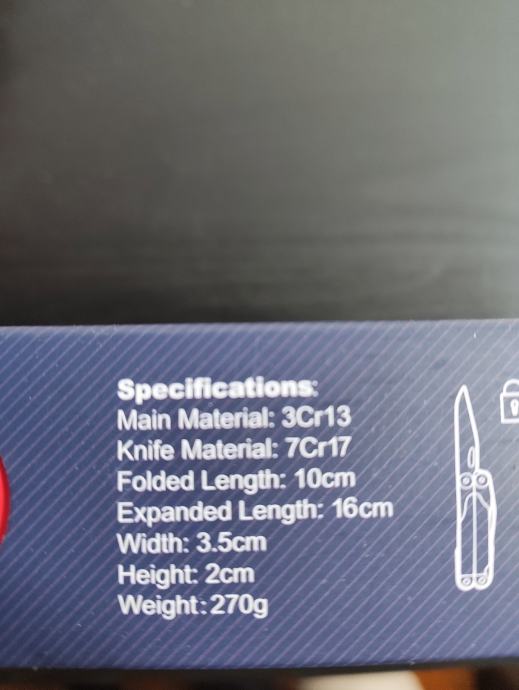 Specifications:
Main Material: 3Cr13
Knife Material: 7Cr17
Folded Length: 10cm
Expanded Length: 16cm
Width: 3.5cm
Height: 2cm
Weight: 270g